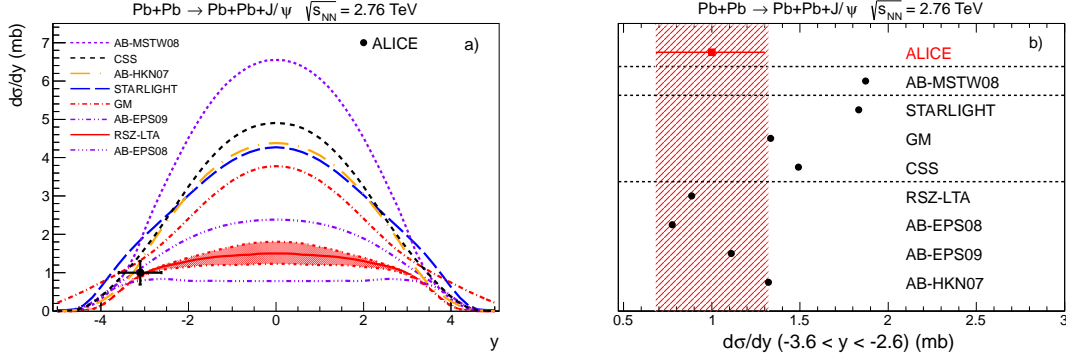 Pb+Pb → Pb+Pb+J/ψ √s_NN = 2.76 TeV
dσ/dy (mb)
7
6
5
4
3
2
1
0
AB-MSTW08
CSS
AB-HKN07
STARLIGHT
GM
AB-EPS09
RSZ-LTA
AB-EPS08
ALICE
a)
-4
-2
0
2
4
y
Pb+Pb → Pb+Pb+J/ψ √s_NN = 2.76 TeV
b)
ALICE
AB-MSTW08
STARLIGHT
GM
CSS
RSZ-LTA
AB-EPS08
AB-EPS09
AB-HKN07
0.5
1
1.5
2
2.5
3
dσ/dy (-3.6 < y < -2.6) (mb)